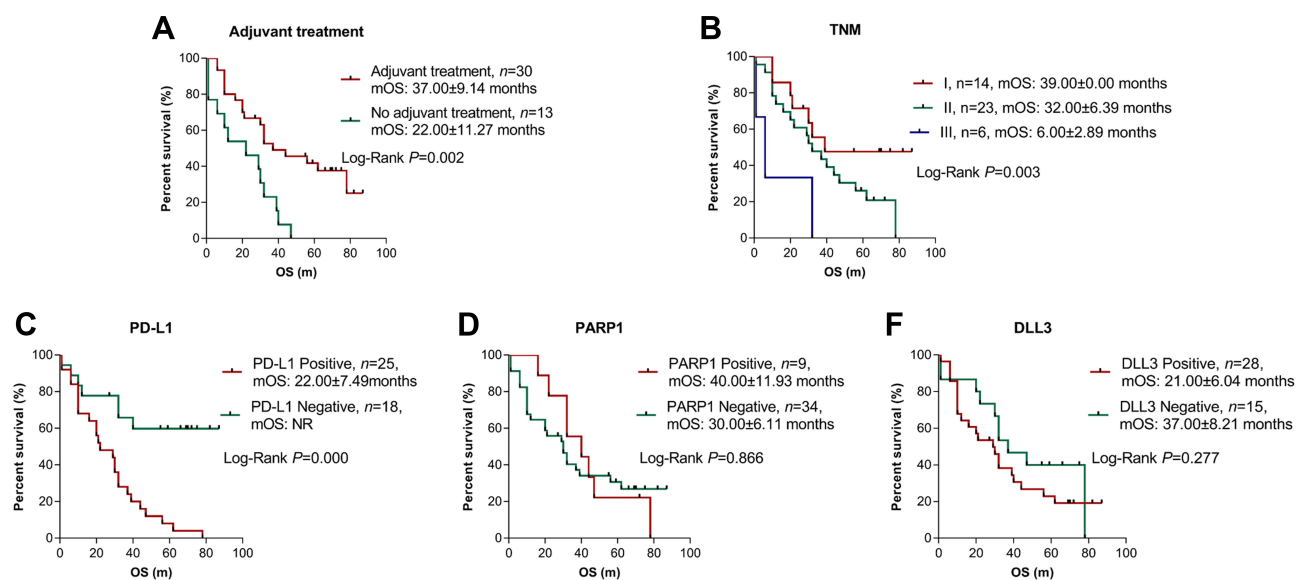 A
Adjuvant treatment
Percent survival (%)
100
80
60
40
20
0
0 20 40 60 80 100
OS (m)
Adjuvant treatment, n=30
mOS: 37.00±9.14 months
No adjuvant treatment, n=13
mOS: 22.00±11.27 months
Log-Rank P=0.002
B
TNM
Percent survival (%)
100
80
60
40
20
0
0 20 40 60 80 100
OS (m)
I, n=14, mOS: 39.00±0.00 months
II, n=23, mOS: 32.00±6.39 months
III, n=6, mOS: 6.00±2.89 months
Log-Rank P=0.003
C
PD-L1
Percent survival (%)
100
80
60
40
20
0
0 20 40 60 80 100
OS (m)
PD-L1 Positive, n=25,
mOS: 22.00±7.49months
PD-L1 Negative, n=18,
mOS: NR
Log-Rank P=0.000
D
PARP1
Percent survival (%)
100
80
60
40
20
0
0 20 40 60 80 100
OS (m)
PARP1 Positive, n=9,
mOS: 40.00±11.93 months
PARP1 Negative, n=34,
mOS: 30.00±6.11 months
Log-Rank P=0.866
F
DLL3
Percent survival (%)
100
80
60
40
20
0
0 20 40 60 80 100
OS (m)
DLL3 Positive, n=28,
mOS: 21.00±6.04 months
DLL3 Negative, n=15,
mOS: 37.00±8.21 months
Log-Rank P=0.277